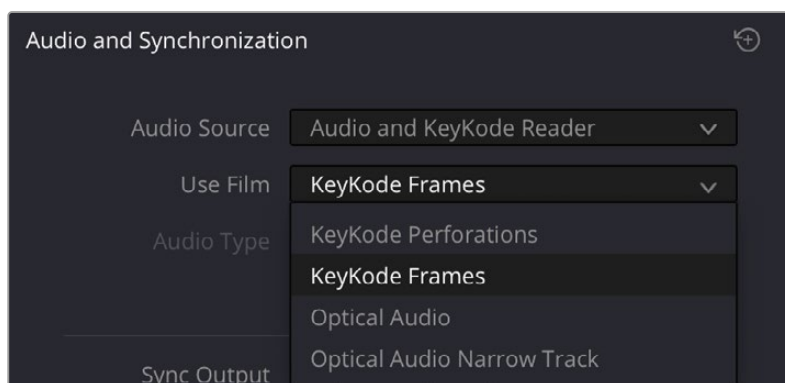 Audio and Synchronization
Audio Source Audio and KeyKode Reader
Use Film KeyKode Frames
Audio Type KeyKode Perforations
KeyKode Frames
Optical Audio
Optical Audio Narrow Track
Sync Output